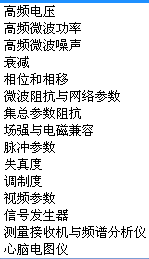 高频电压
高频微波功率
高频微波噪声
衰减
相位和相移
微波阻抗与网络参数
集总参数阻抗
场强与电磁兼容
脉冲参数
失真度
调制度
视频参数
信号发生器
测量接收机与频谱分析仪
心脑电图仪